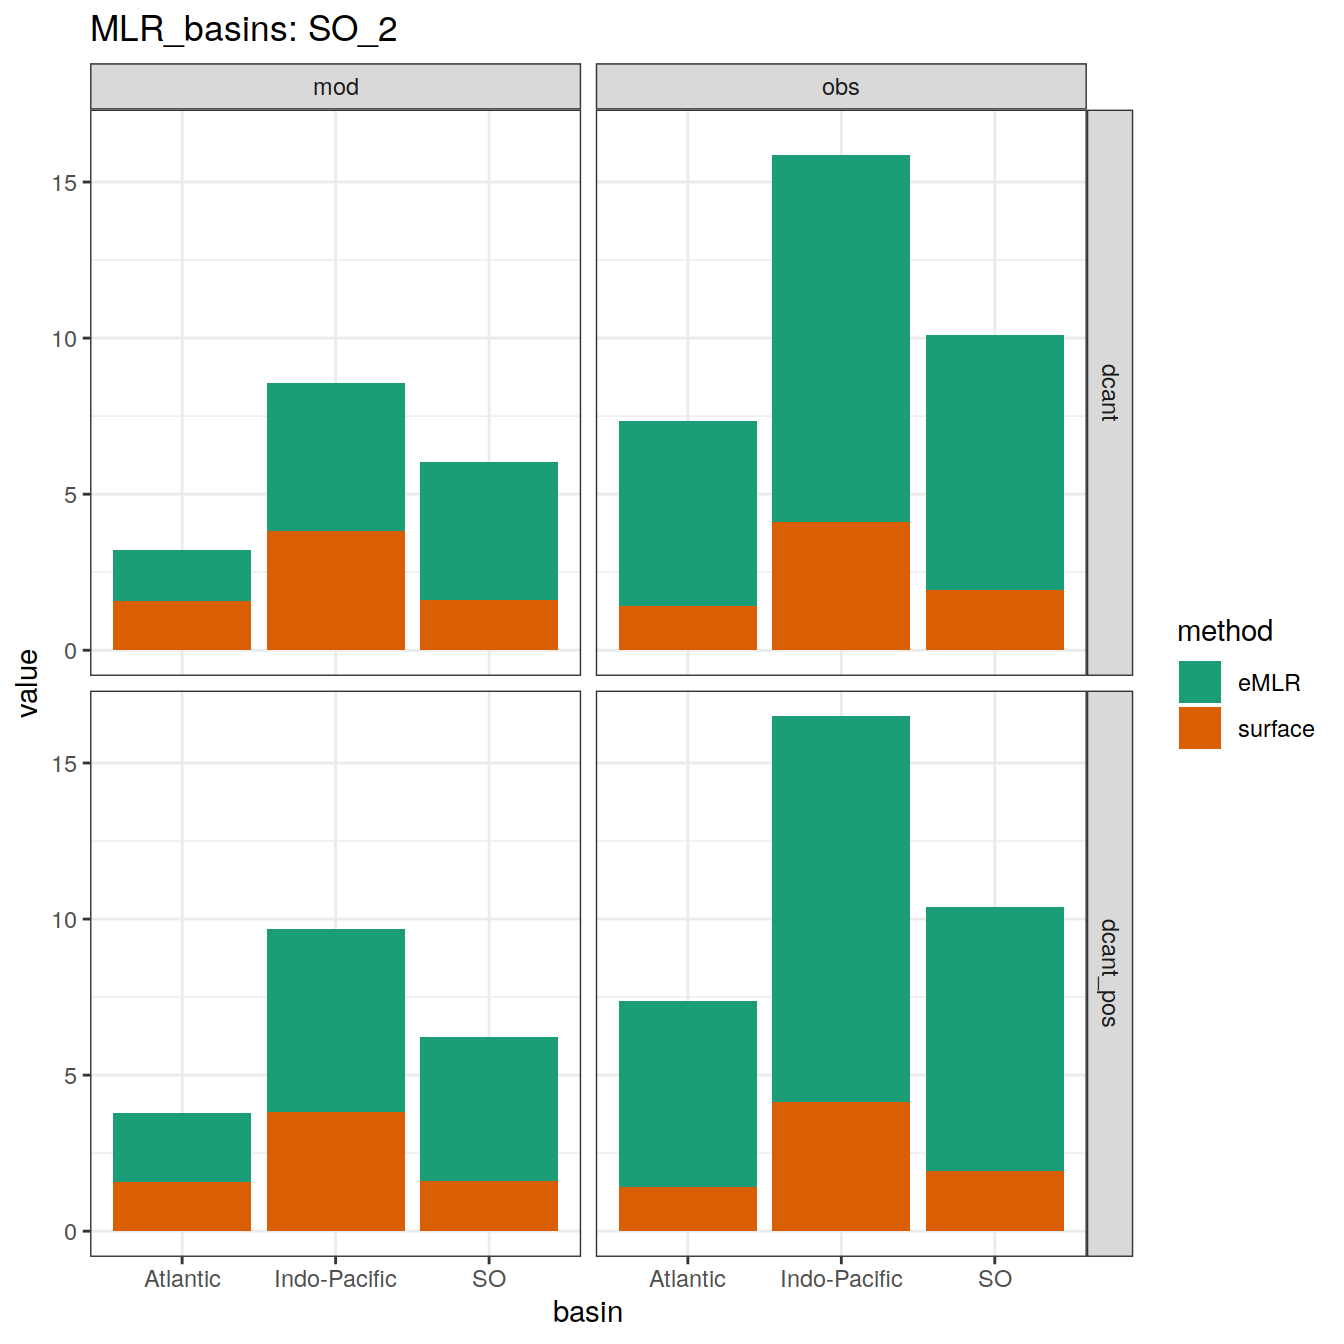 MLR_basins: SO_2
mod
obs
15
10
5
0
dcant
15
10
5
0
dcant_pos
value
Atlantic
Indo-Pacific
SO
Atlantic
Indo-Pacific
SO
basin
method
eMLR
surface